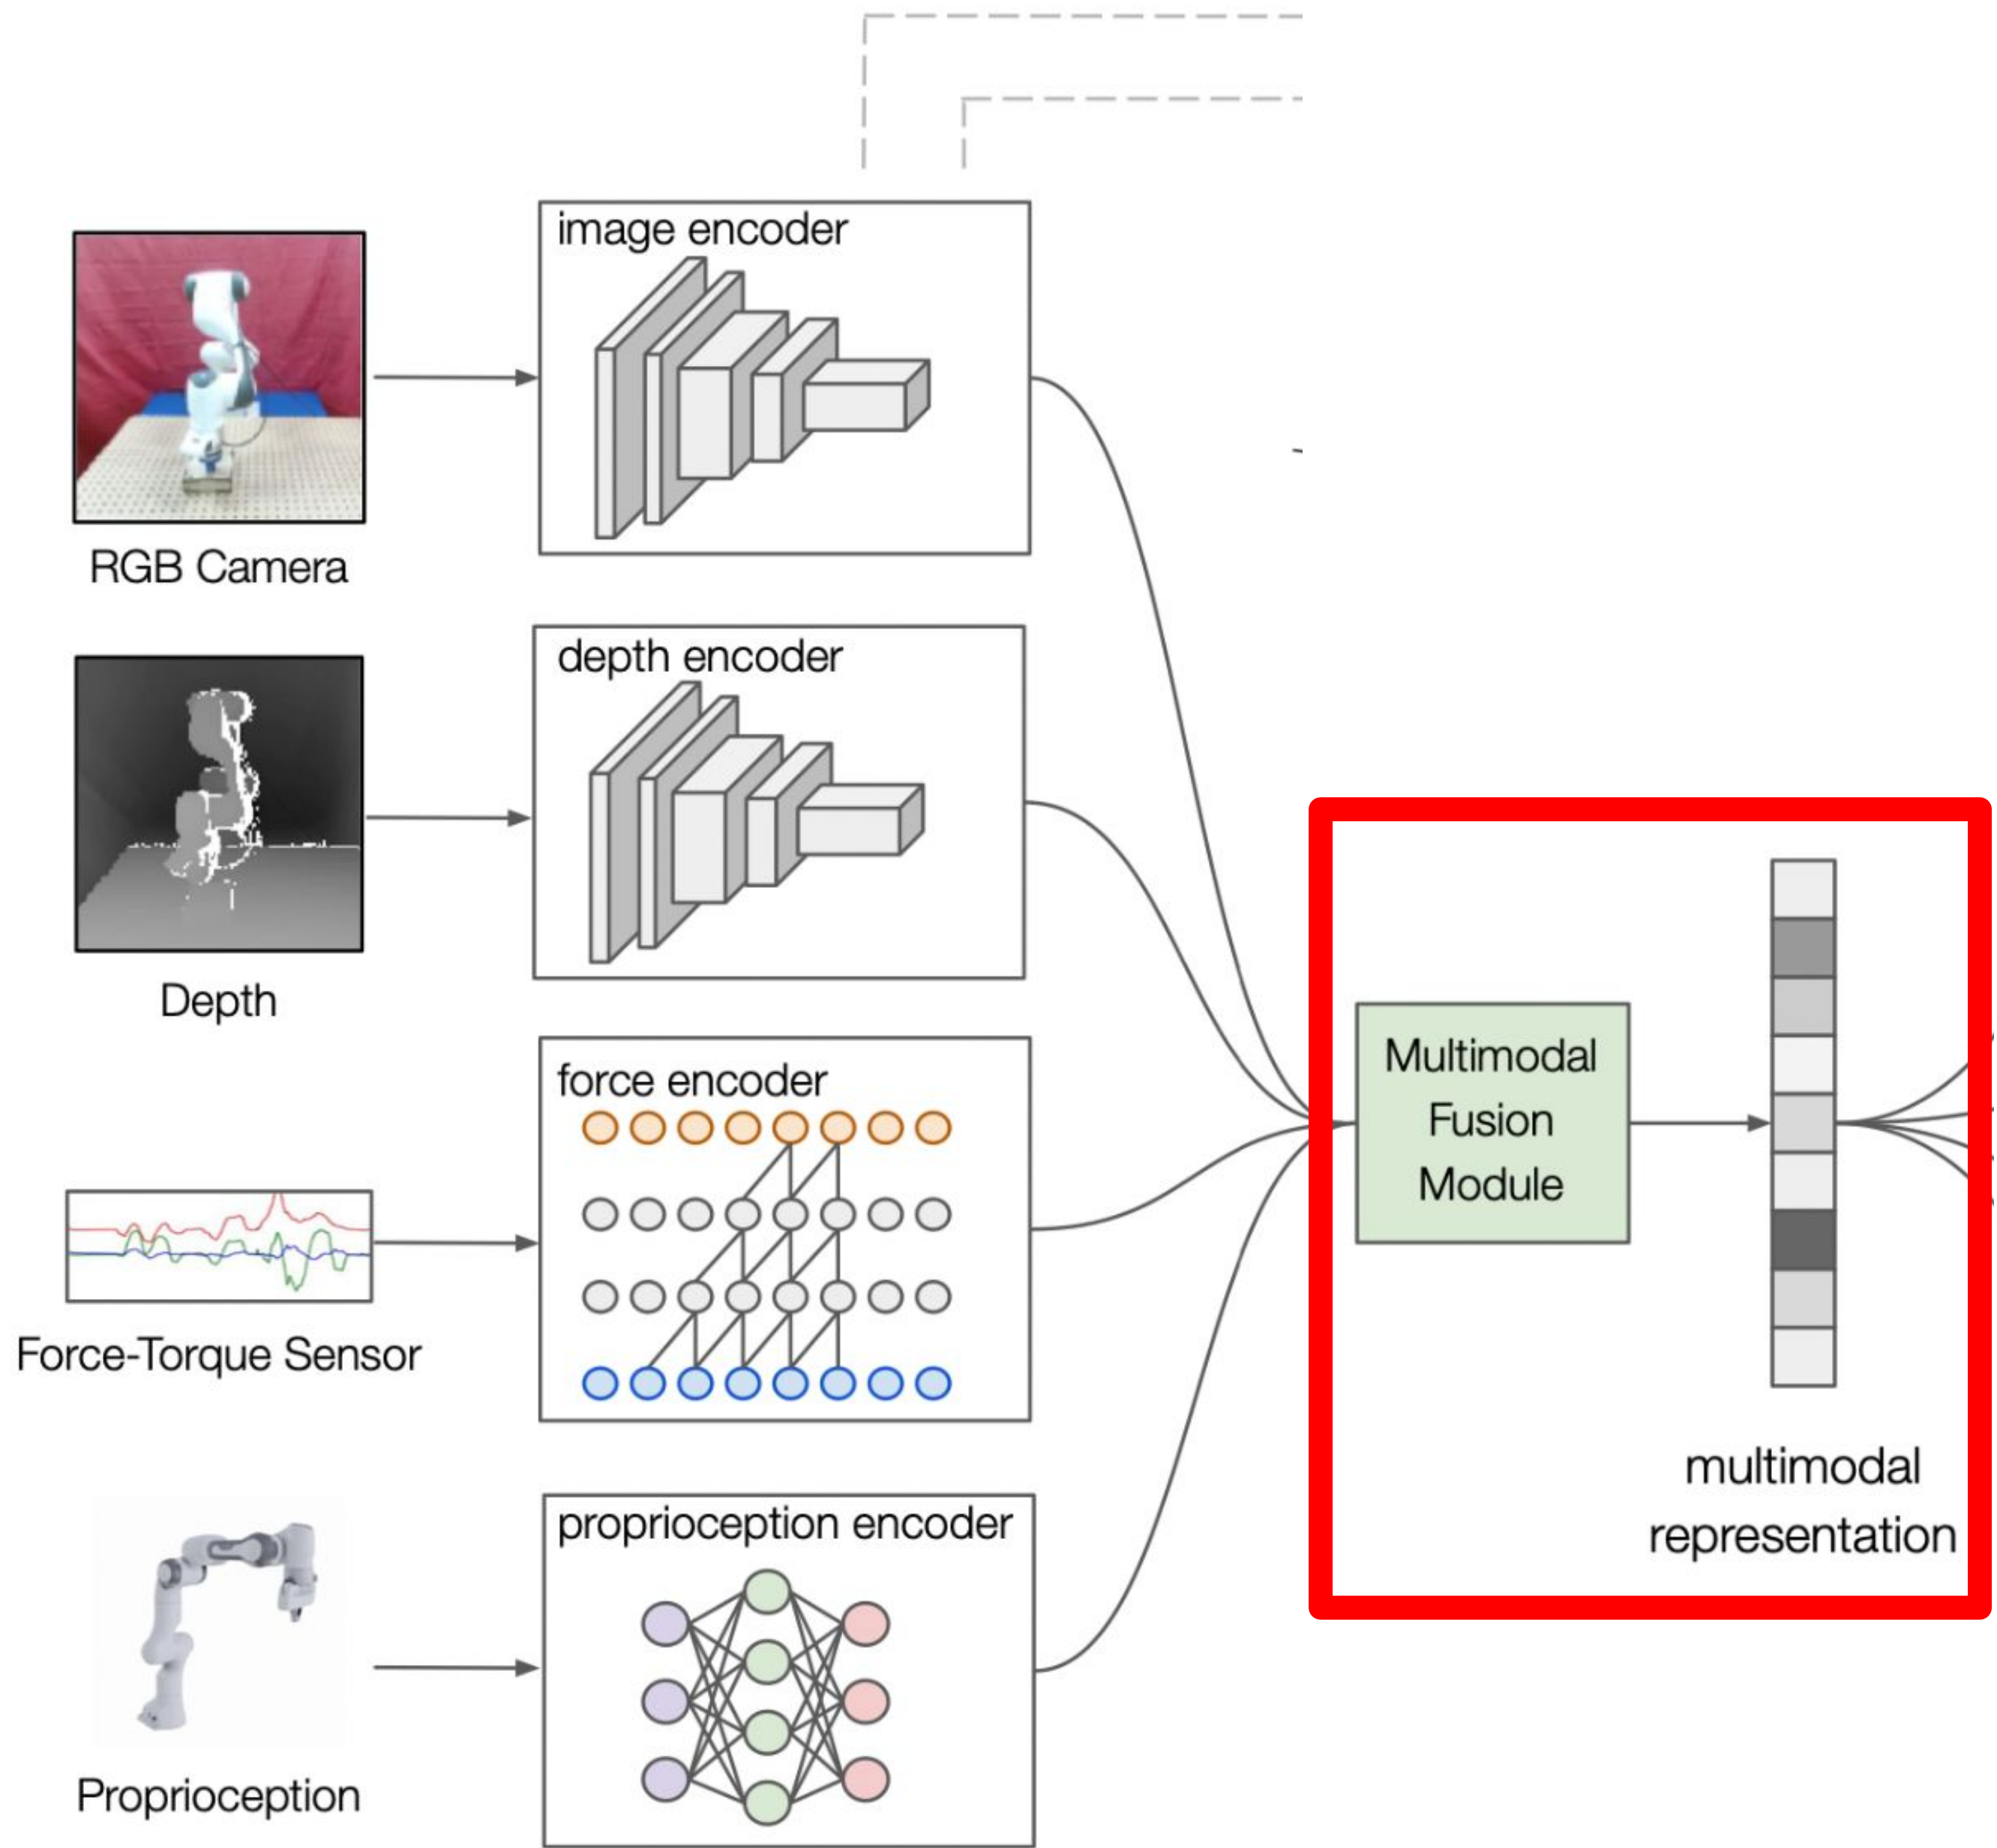 image encoder
RGB Camera
depth encoder
Depth
force encoder
Force-Torque Sensor
proprioception encoder
Proprioception
Multimodal
Fusion
Module
multimodal
representation